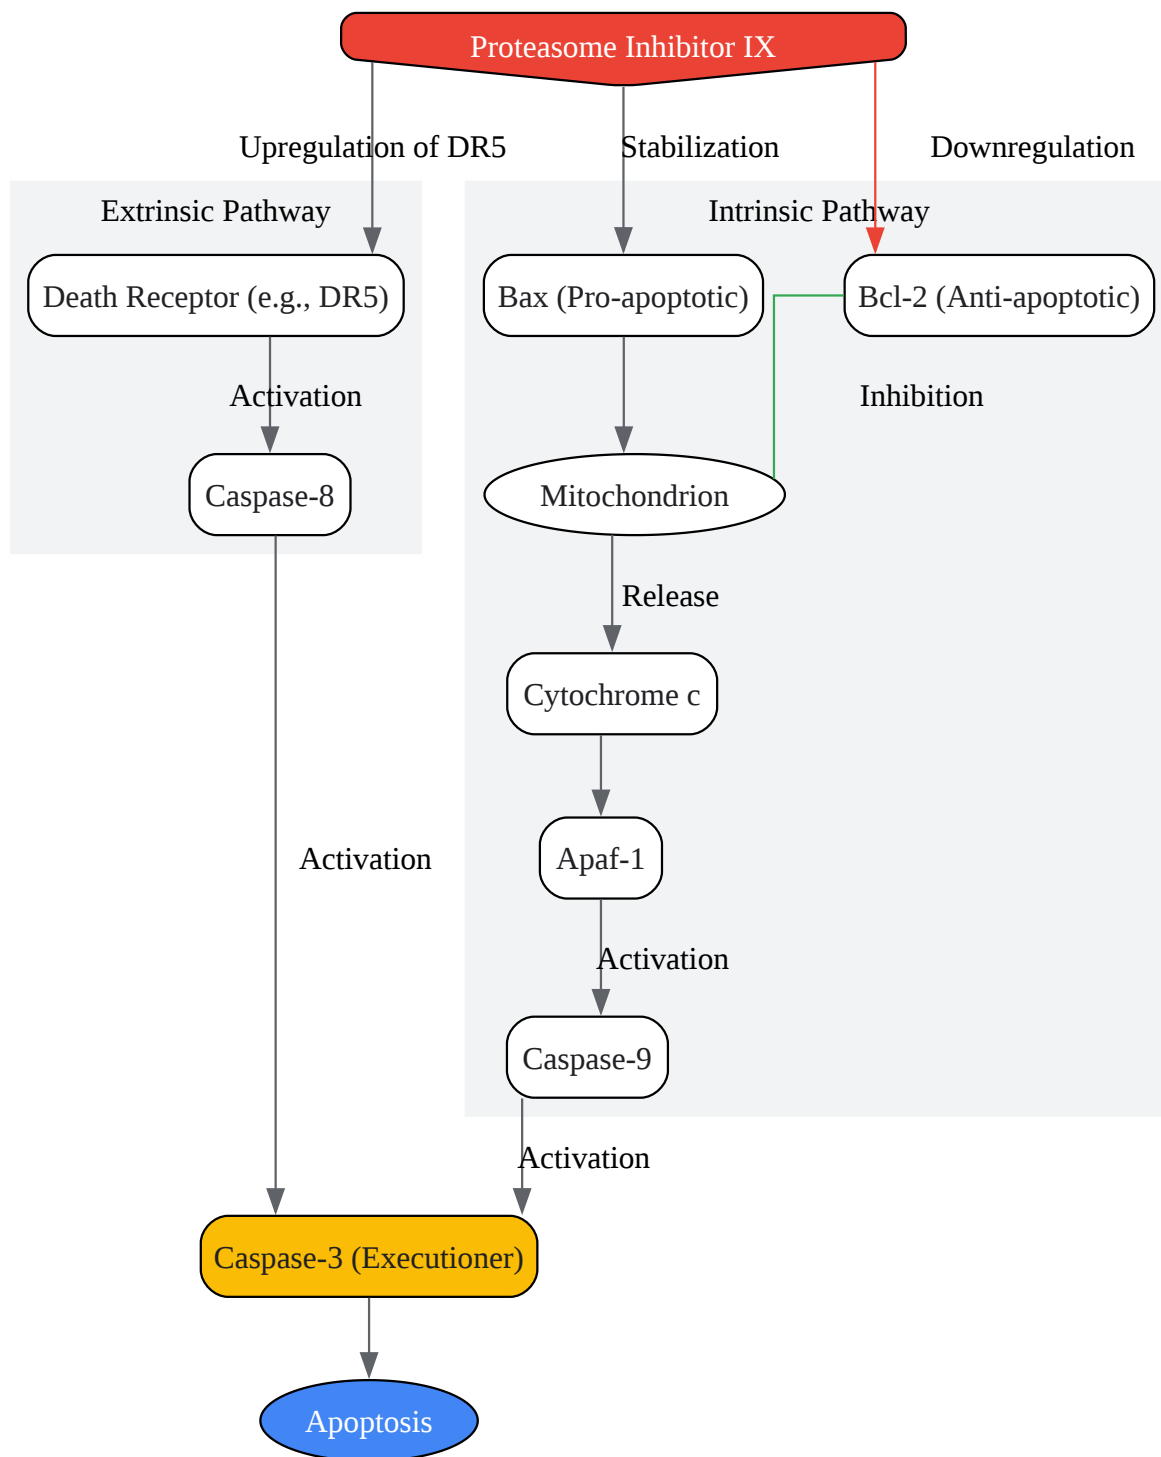 Proteasome Inhibitor IX
Upregulation of DR5
Stabilization
Downregulation
Extrinsic Pathway
Intrinsic Pathway
Death Receptor (e.g., DR5)
Bax (Pro-apoptotic)
Bcl-2 (Anti-apoptotic)
Activation
Inhibition
Caspase-8
Mitochondrion
Release
Cytochrome c
Activation
Apaf-1
Activation
Caspase-9
Activation
Caspase-3 (Executioner)
Apoptosis